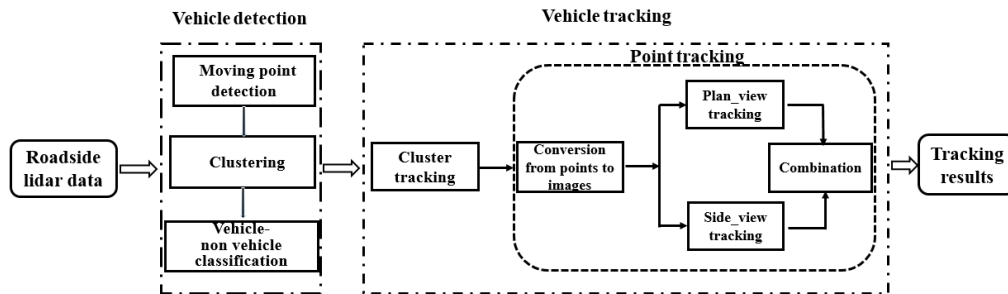 Vehicle detection
Vehicle tracking
Point tracking
Roadside
lidar data
Moving point
detection
Clustering
Vehicle-
non vehicle
classification
Cluster
tracking
Conversion
from points to
images
Plan_view
tracking
Side_view
tracking
Combination
Tracking
results